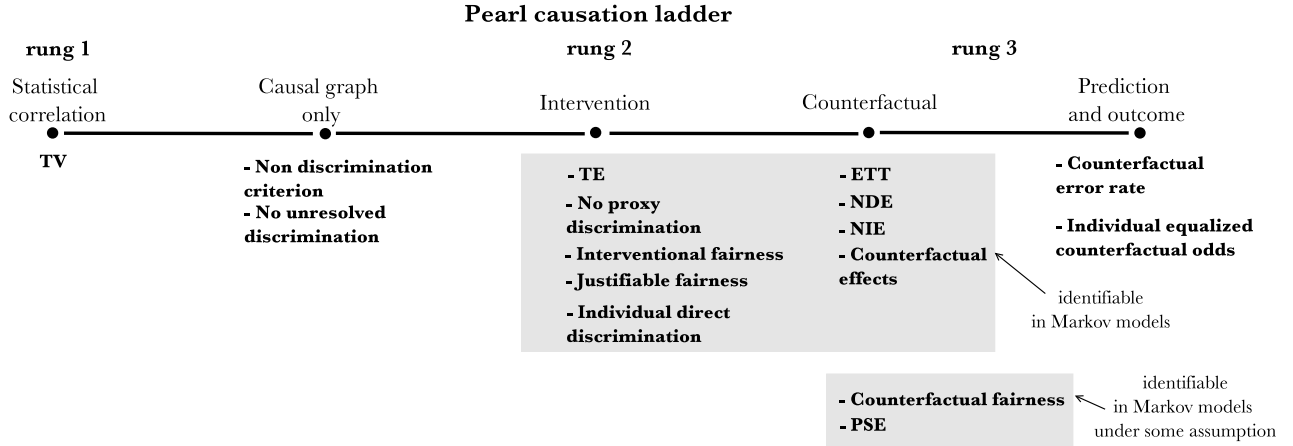 Pearl causation ladder
rung 1
rung 2
rung 3
Statistical
correlation
Causal graph
only
Intervention
Counterfactual
Prediction
and outcome
TV
- Non discrimination
criterion
- No unresolved
discrimination
- TE
- No proxy
discrimination
- Interventional fairness
- Justifiable fairness
- Individual direct
discrimination
- ETT
- NDE
- NIE
- Counterfactual
effects
- Counterfactual
error rate
- Individual equalized
counterfactual odds
identifiable
in Markov models
- Counterfactual fairness
- PSE
identifiable
in Markov models
under some assumption